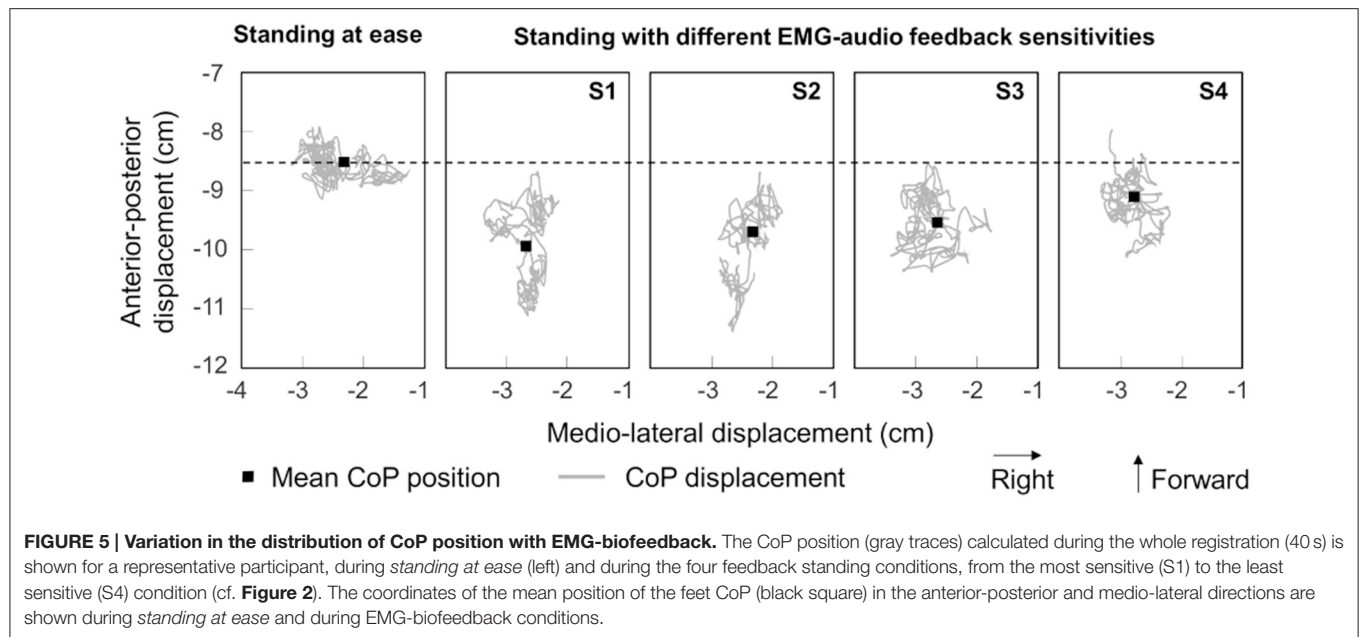 Standing at ease
Standing with different EMG-audio feedback sensitivities
Anterior-posterior
displacement (cm)
-7
-8
-9
-10
-11
-12
S1
S2
S3
S4
-4 -3 -2 -1
-3 -2 -1
-3 -2 -1
-3 -2 -1
-3 -2 -1
Medio-lateral displacement (cm)
Mean CoP position
CoP displacement
Right
Forward
FIGURE 5 | Variation in the distribution of CoP position with EMG-biofeedback. The CoP position (gray traces) calculated during the whole registration (40 s) is
shown for a representative participant, during standing at ease (left) and during the four feedback standing conditions, from the most sensitive (S1) to the least
sensitive (S4) condition (cf. Figure 2). The coordinates of the mean position of the feet CoP (black square) in the anterior-posterior and medio-lateral directions are
shown during standing at ease and during EMG-biofeedback conditions.